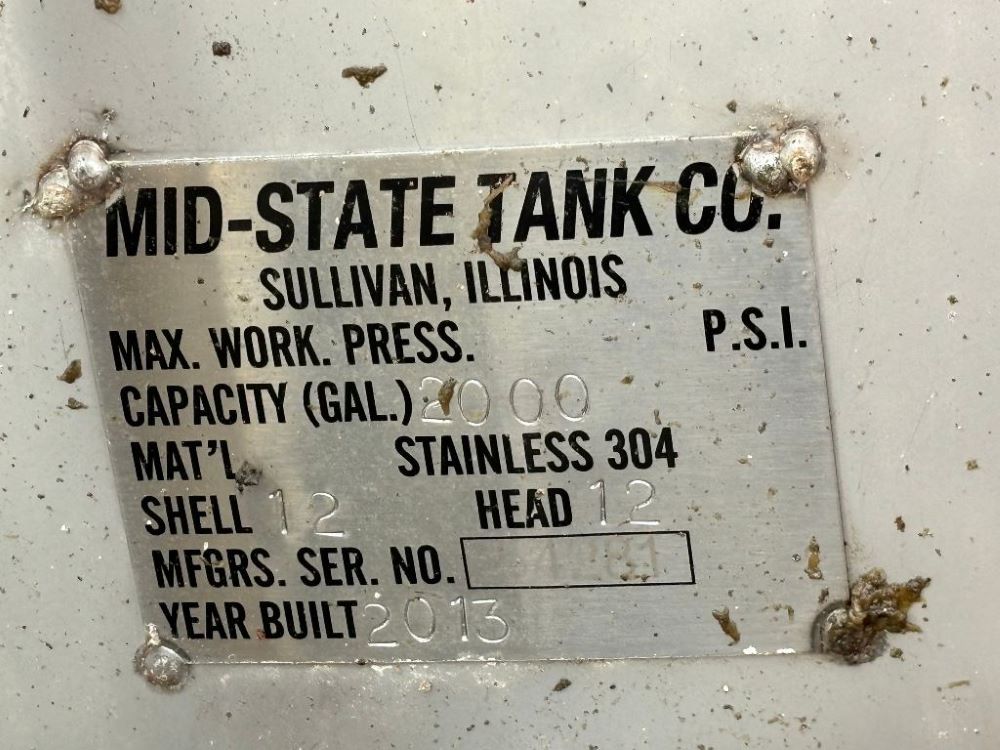 MID-STATE TANK CO.
SULLIVAN, ILLINOIS
MAX. WORK. PRESS. P.S.I.
CAPACITY (GAL.) 2000
MAT'L STAINLESS 304
SHELL 12 HEAD 12
MFGRS. SER. NO.
YEAR BUILT 2013